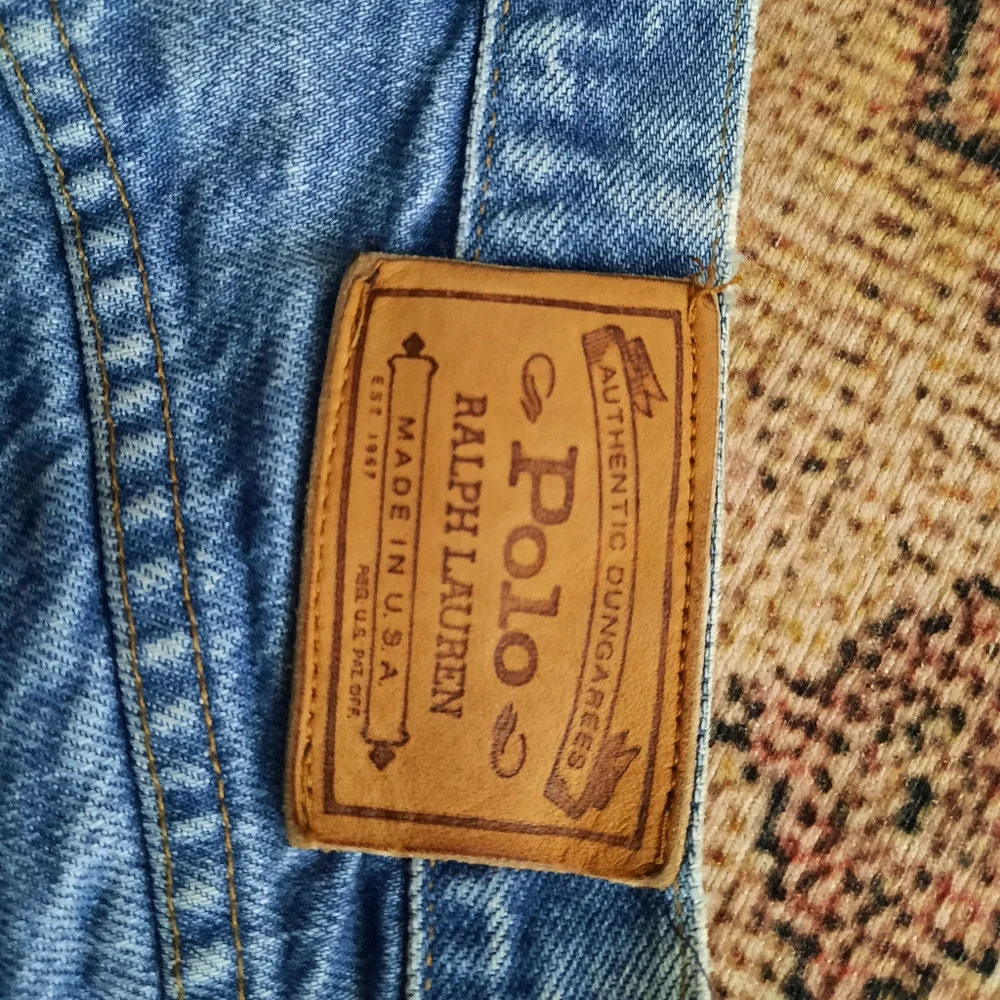 AUTHENTIC DUNGAREES
Polo
RALPH LAUREN
MADE IN U.S.A.
EST. 1967 REG. U.S. PAT. OFF.